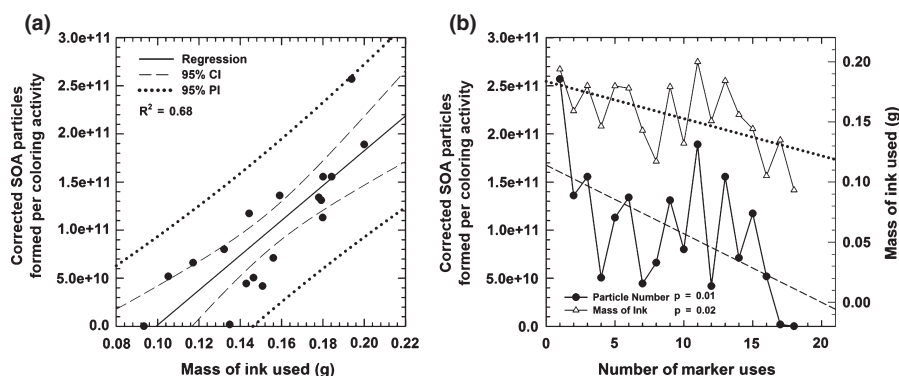 (a)
3.0e+11
2.5e+11
2.0e+11
1.5e+11
1.0e+11
5.0e+10
0.0
Corrected SOA particles
formed per coloring activity
Regression
95% CI
95% PI
R² = 0.68
0.08 0.10 0.12 0.14 0.16 0.18 0.20 0.22
Mass of ink used (g)
(b)
3.0e+11
2.5e+11
2.0e+11
1.5e+11
1.0e+11
5.0e+10
0.0e+11
Corrected SOA particles
formed per coloring activity
Particle Number p = 0.01
Mass of Ink p = 0.02
0 5 10 15 20
Number of marker uses
0.20
0.15
0.10
0.05
0.00
Mass of ink used (g)